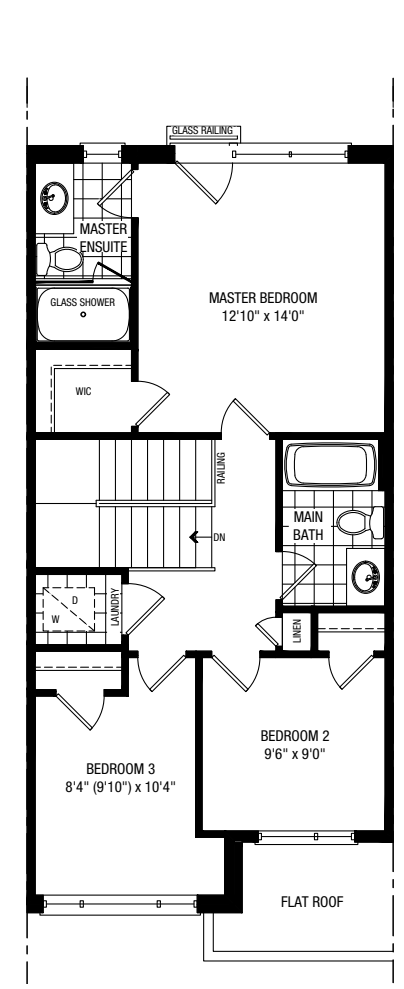 GLASS RAILING
MASTER
ENSUITE
GLASS SHOWER
MASTER BEDROOM
12'10" x 14'0"
WIC
RAILING
DN
MAIN
BATH
D
W
LAUNDRY
LINEN
BEDROOM 2
9'6" x 9'0"
BEDROOM 3
8'4" (9'10") x 10'4"
FLAT ROOF